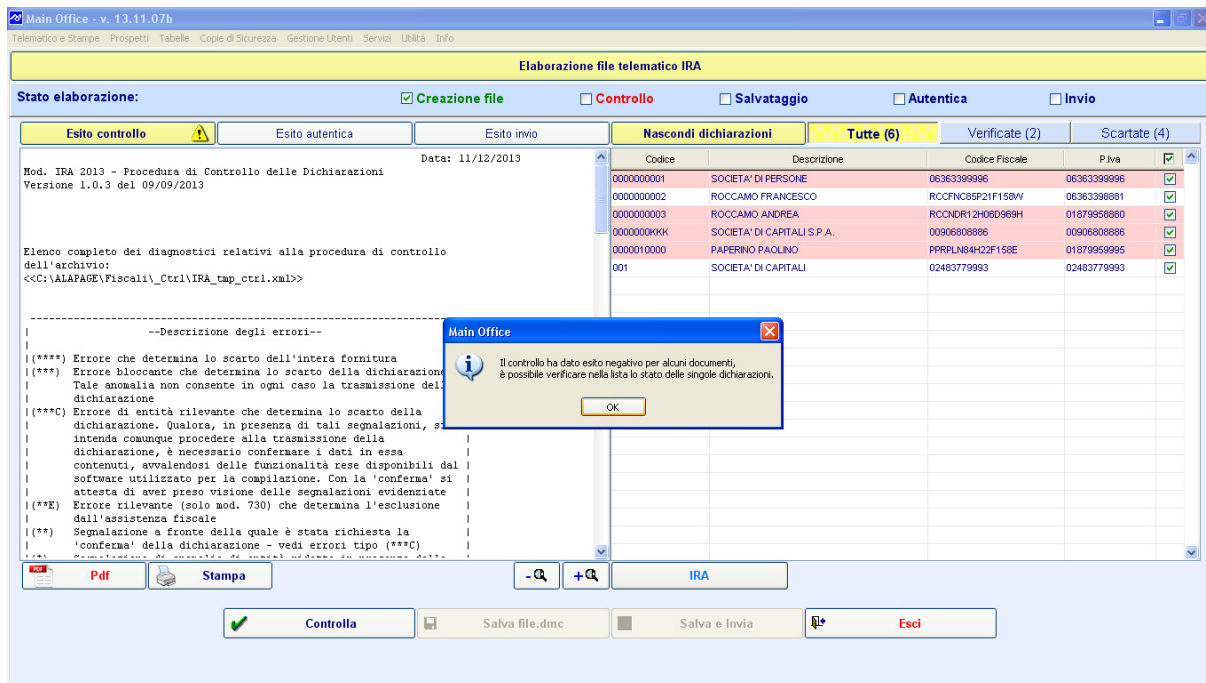 Main Office - v. 13.11.07b
Telematico e Stampe Prospetti Tabelle Copie di Sicurezza Gestione Utenti Servizi Utilità Info
Elaborazione file telematico IRA
Stato elaborazione: Creazione file Controllo Salvataggio Autentica Invio
Esito controllo Esito autentica Esito invio Nascondi dichiarazioni Tutte (6) Verificate (2) Scartate (4)
Data: 11/12/2013
Mod. IRA 2013 - Procedura di Controllo delle Dichiarazioni
Versione 1.0.3 del 09/09/2013
Elenco completo dei diagnostici relativi alla procedura di controllo
dell'archivio:
<<C:\ALAPAGE\Fiscali\_Ctrl\IRA_tmp_ctrl.xml>>
--Descrizione degli errori--
(****) Errore che determina lo scarto dell'intera fornitura
(***) Errore bloccante che determina lo scarto della dichiarazione
Tale anomalia non consente in ogni caso la trasmissione del
dichiarazione
(***C) Errore di entità rilevante che determina lo scarto della
dichiarazione. Qualora, in presenza di tali segnalazioni, s
intenda comunque procedere alla trasmissione della
dichiarazione, è necessario confermare i dati in essa
contenuti, avvalendosi delle funzionalità rese disponibili dal
software utilizzato per la compilazione. Con la 'conferma' si
attesta di aver preso visione delle segnalazioni evidenziate
(**E) Errore rilevante (solo mod. 730) che determina l'esclusione
dall'assistenza fiscale
(**) Segnalazione a fronte della quale è stata richiesta la
'conferma' della dichiarazione - vedi errori tipo (***C)
Codice Descrizione Codice Fiscale P.Iva
0000000001 SOCIETA' DI PERSONE 06363399996 06363399996
0000000002 ROCCAMO FRANCESCO RCCFNC85P21F158W 06363398881
0000000003 ROCCAMO ANDREA RCCNDR12H06D969H 01879958880
0000000KKK SOCIETA' DI CAPITALI S.P.A. 00906808886 00906808886
0000010000 PAPERINO PAOLINO PPRPLN84H22F158E 01879959995
001 SOCIETA' DI CAPITALI 02483779993 02483779993
Main Office
Il controllo ha dato esito negativo per alcuni documenti,
è possibile verificare nella lista lo stato delle singole dichiarazioni.
OK
Pdf Stampa - + IRA
Controlla Salva file.dmc Salva e Invia Esci